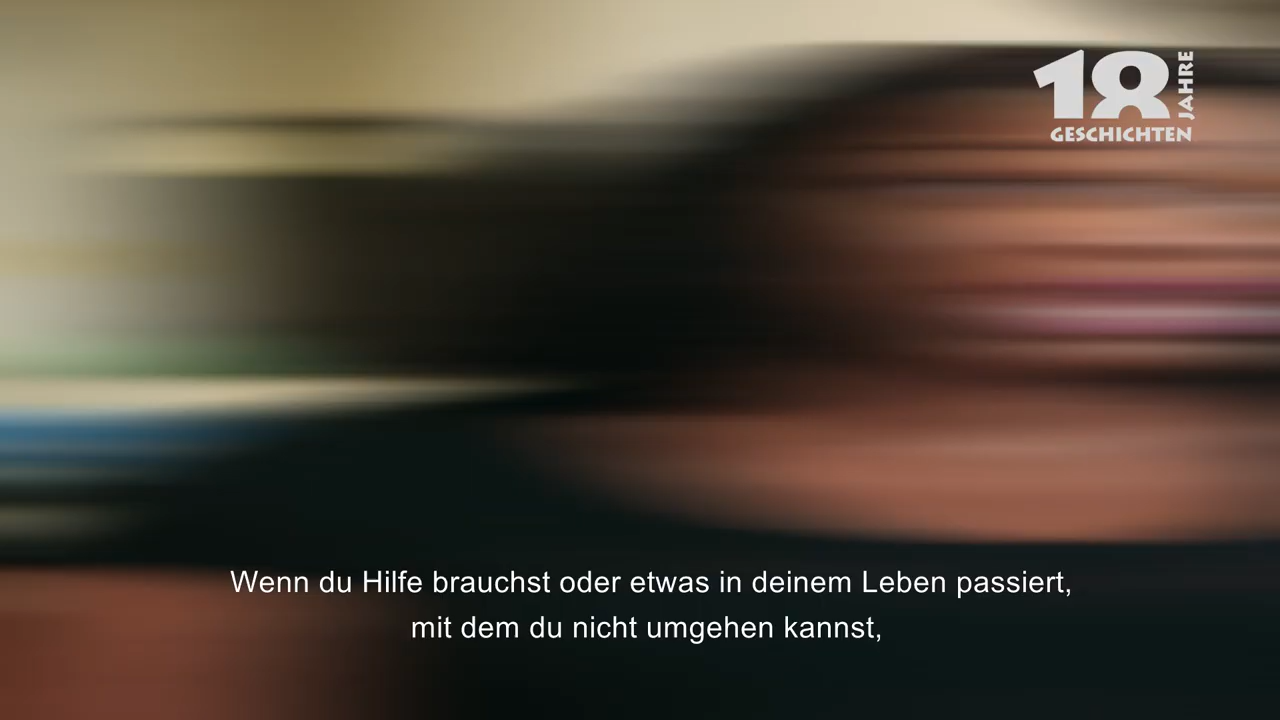 18 JAHRE
GESCHICHTEN
Wenn du Hilfe brauchst oder etwas in deinem Leben passiert,
mit dem du nicht umgehen kannst,